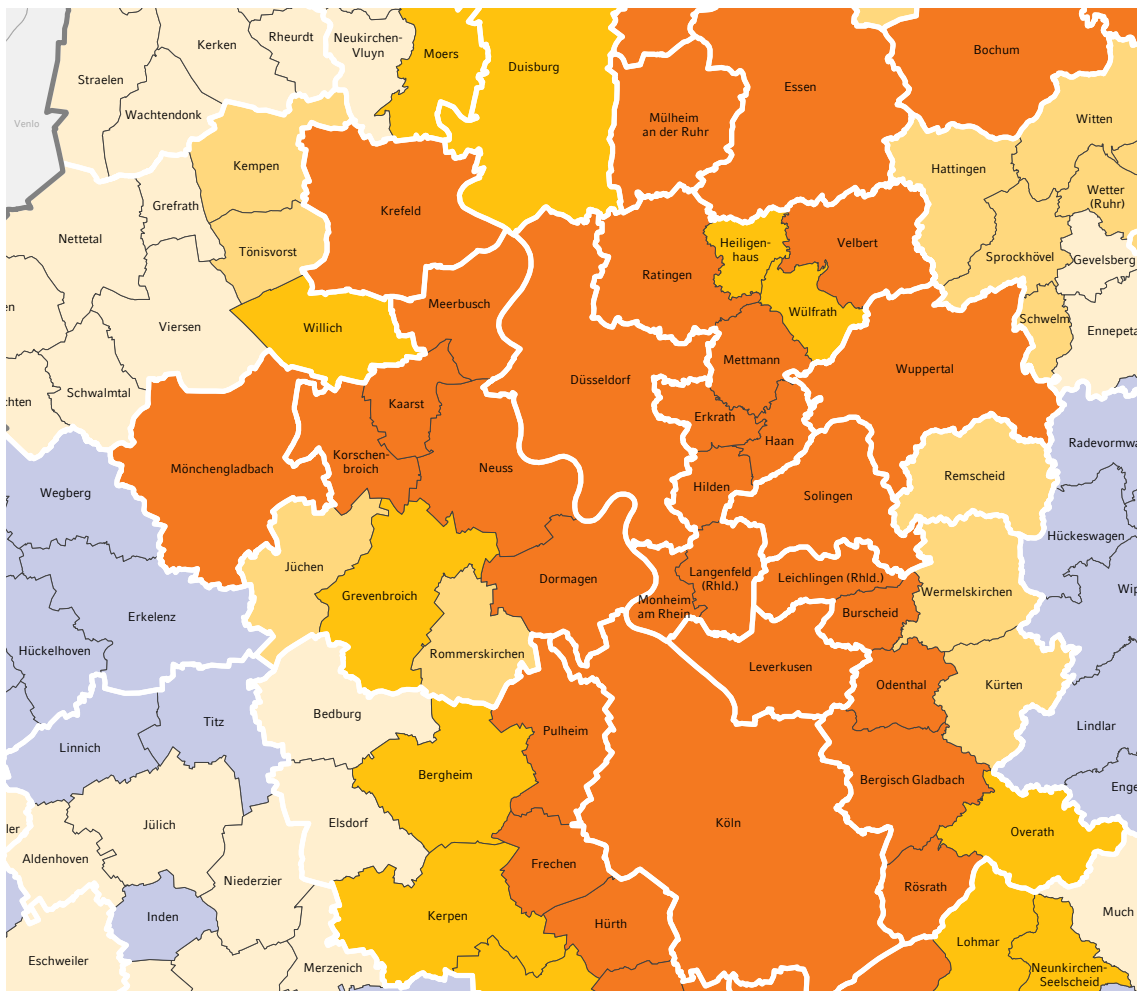 Kerken
Rheurdt
Neukirchen-
Vluyn
Moers
Duisburg
Bochum
Straelen
Essen
Wachtendonk
Venlo
Mülheim
an der Ruhr
Witten
Kempen
Hattingen
Wetter
(Ruhr)
Grefrath
Krefeld
Nettetal
Tönisvorst
Heiligen-
haus
Velbert
Sprockhövel
Gevelsberg
Ratingen
en
Meerbusch
Viersen
Willich
Wülfrath
Schwelm
Ennepeta
Mettmann
Wuppertal
Düsseldorf
Schwalmtal
chten
Kaarst
Erkrath
Haan
Radevormwa
Korschen-
broich
Mönchengladbach
Neuss
Remscheid
Wegberg
Hilden
Solingen
Hückeswagen
Jüchen
Dormagen
Langenfeld
(Rhld.)
Leichlingen (Rhld.)
Wermelskirchen
Wip
Grevenbroich
Monheim
am Rhein
Burscheid
Erkelenz
Hückelhoven
Rommerskirchen
Leverkusen
Odenthal
Kürten
Bedburg
Titz
Pulheim
Lindlar
Linnich
Bergheim
Bergisch Gladbach
Enge
Elsdorf
Köln
Jülich
ler
Overath
Aldenhoven
Frechen
Niederzier
Rösrath
Inden
Kerpen
Hürth
Much
Lohmar
Eschweiler
Merzenich
Neunkirchen-
Seelscheid